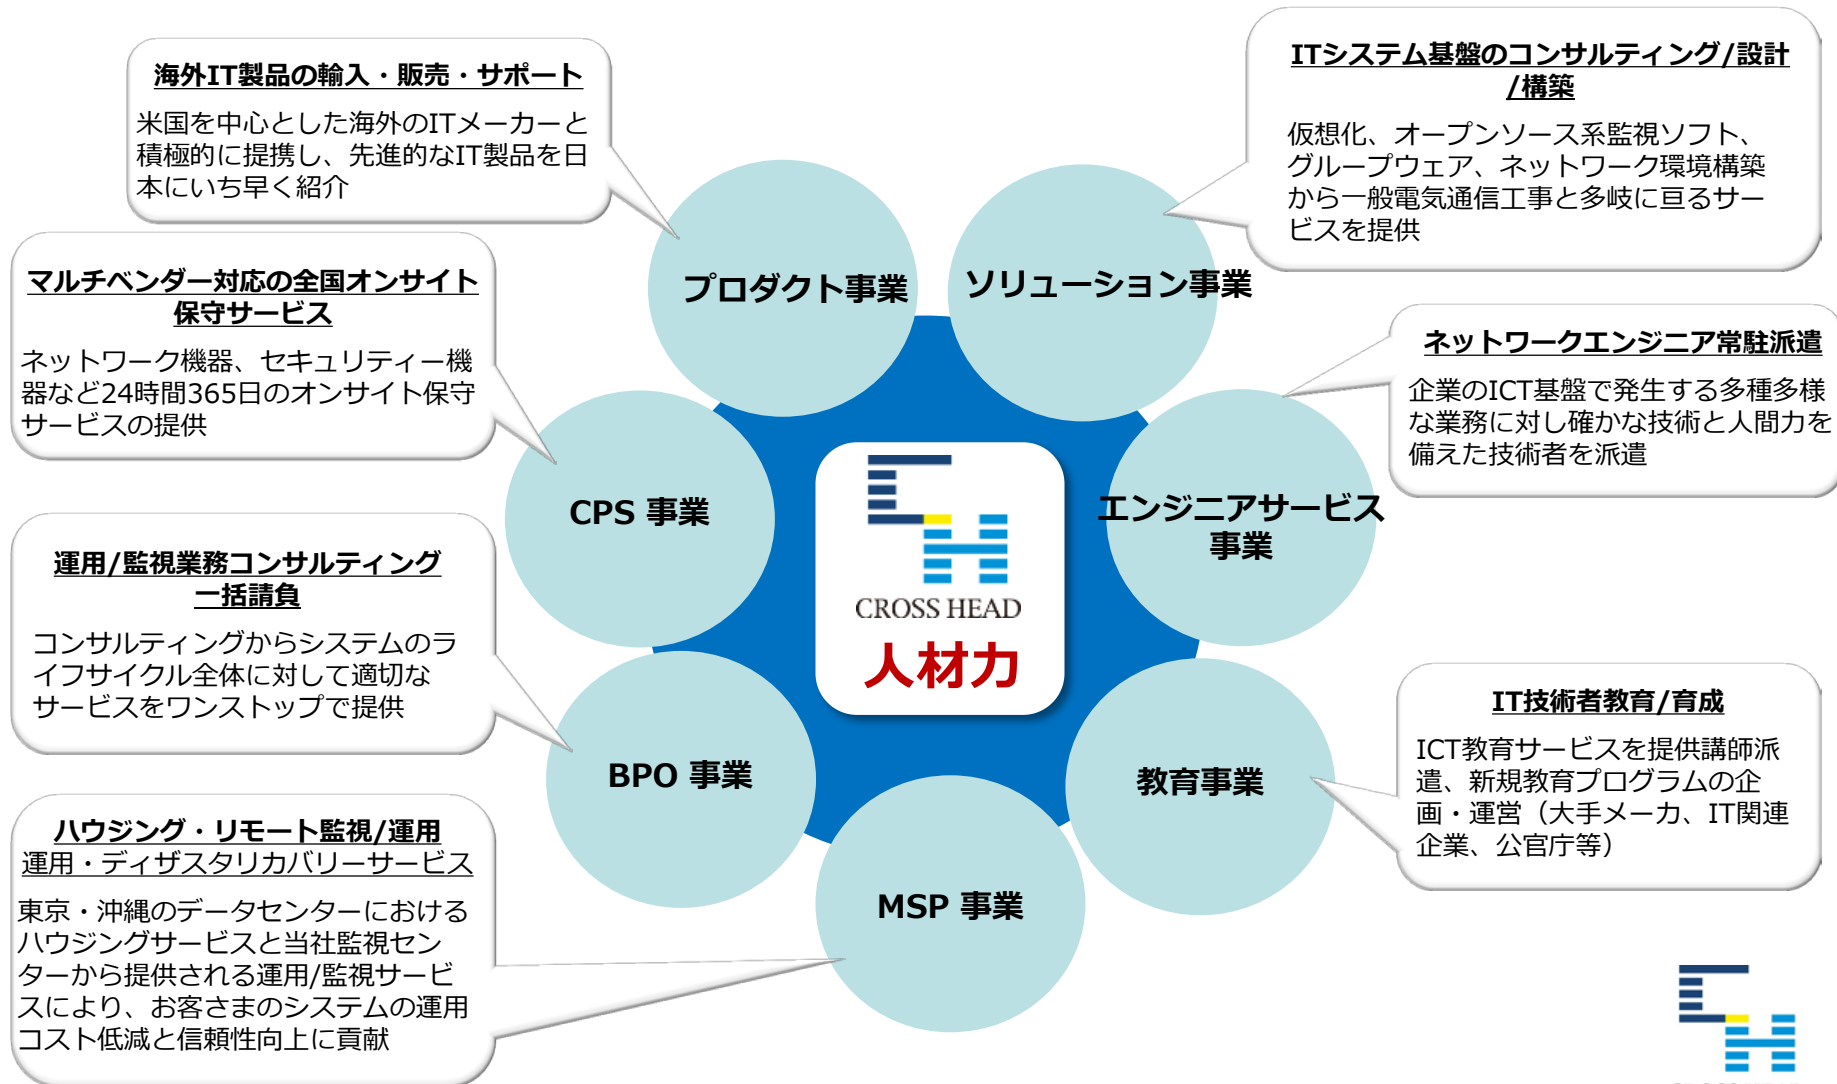 海外IT製品の輸入・販売・サポート
米国を中心とした海外のITメーカーと
積極的に提携し、先進的なIT製品を日
本にいち早く紹介
ITシステム基盤のコンサルティング/設計
/構築
仮想化、オープンソース系監視ソフト、
グループウェア、ネットワーク環境構築
から一般電気通信工事と多岐に亘るサー
ビスを提供
マルチベンダー対応の全国オンサイト
保守サービス
ネットワーク機器、セキュリティー機
器など24時間365日のオンサイト保守
サービスの提供
プロダクト事業
ソリューション事業
ネットワークエンジニア常駐派遣
企業のICT基盤で発生する多種多様
な業務に対し確かな技術と人間力を
備えた技術者を派遣
CPS 事業
エンジニアサービス
事業
CROSS HEAD
人材力
運用/監視業務コンサルティング
一括請負
コンサルティングからシステムのラ
イフサイクル全体に対して適切な
サービスをワンストップで提供
BPO 事業
教育事業
IT技術者教育/育成
ICT教育サービスを提供講師派
遣、新規教育プログラムの企
画・運営（大手メーカ、IT関連
企業、公官庁等）
ハウジング・リモート監視/運用
運用・ディザスタリカバリーサービス
東京・沖縄のデータセンターにおける
ハウジングサービスと当社監視セン
ターから提供される運用/監視サービ
スにより、お客さまのシステムの運用
コスト低減と信頼性向上に貢献
MSP 事業